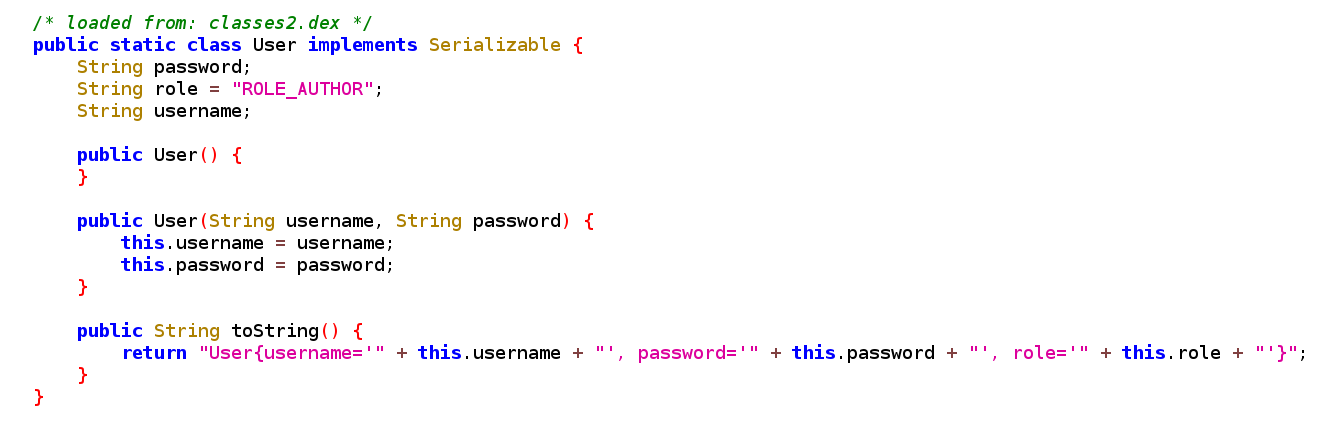 /* loaded from: classes2.dex */
public static class User implements Serializable {
    String password;
    String role = "ROLE_AUTHOR";
    String username;

    public User() {
    }

    public User(String username, String password) {
        this.username = username;
        this.password = password;
    }

    public String toString() {
        return "User{username='" + this.username + "', password='" + this.password + "', role='" + this.role + "'}";
    }
}